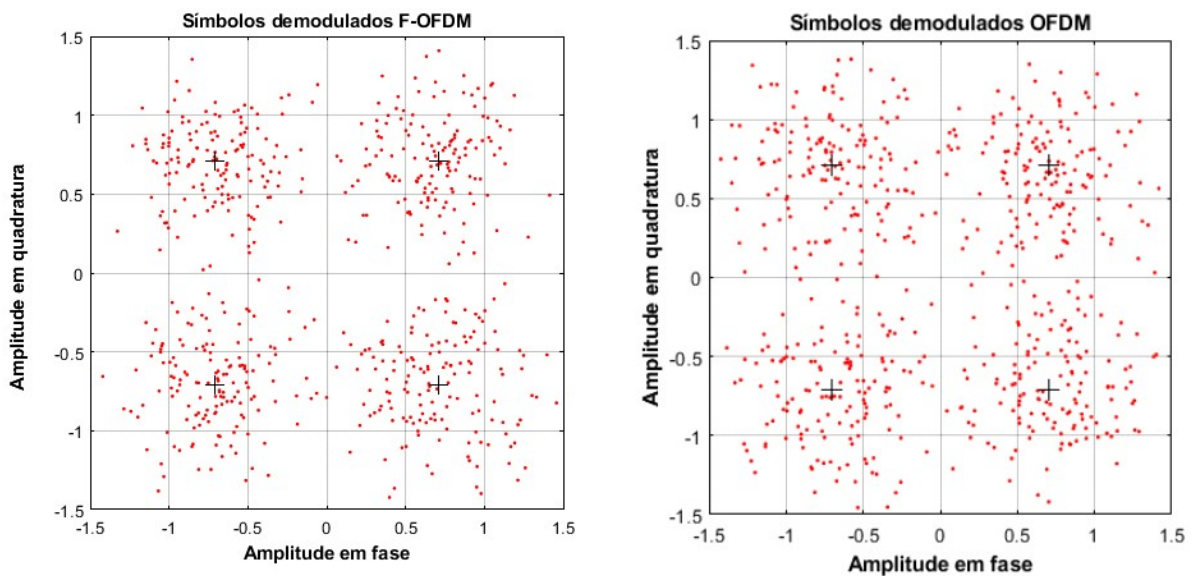 Símbolos demodulados F-OFDM
1.5
1
0.5
0
-0.5
-1
-1.5
-1.5 -1 -0.5 0 0.5 1 1.5
Amplitude em quadratura
Amplitude em fase
Símbolos demodulados OFDM
1.5
1
0.5
0
-0.5
-1
-1.5
-1.5 -1 -0.5 0 0.5 1 1.5
Amplitude em quadratura
Amplitude em fase